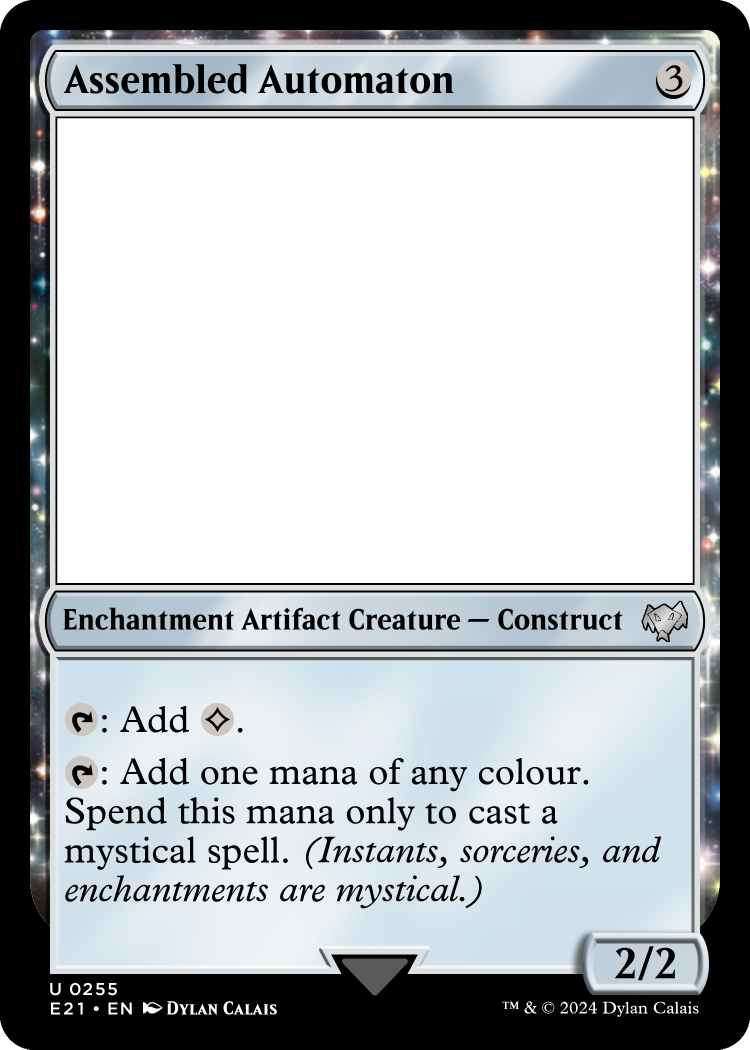 Assembled Automaton 3
Enchantment Artifact Creature — Construct
: Add .
: Add one mana of any colour.
Spend this mana only to cast a
mystical spell. (Instants, sorceries, and
enchantments are mystical.)
2/2
U 0255
E21 • EN Dylan Calais
™ & © 2024 Dylan Calais